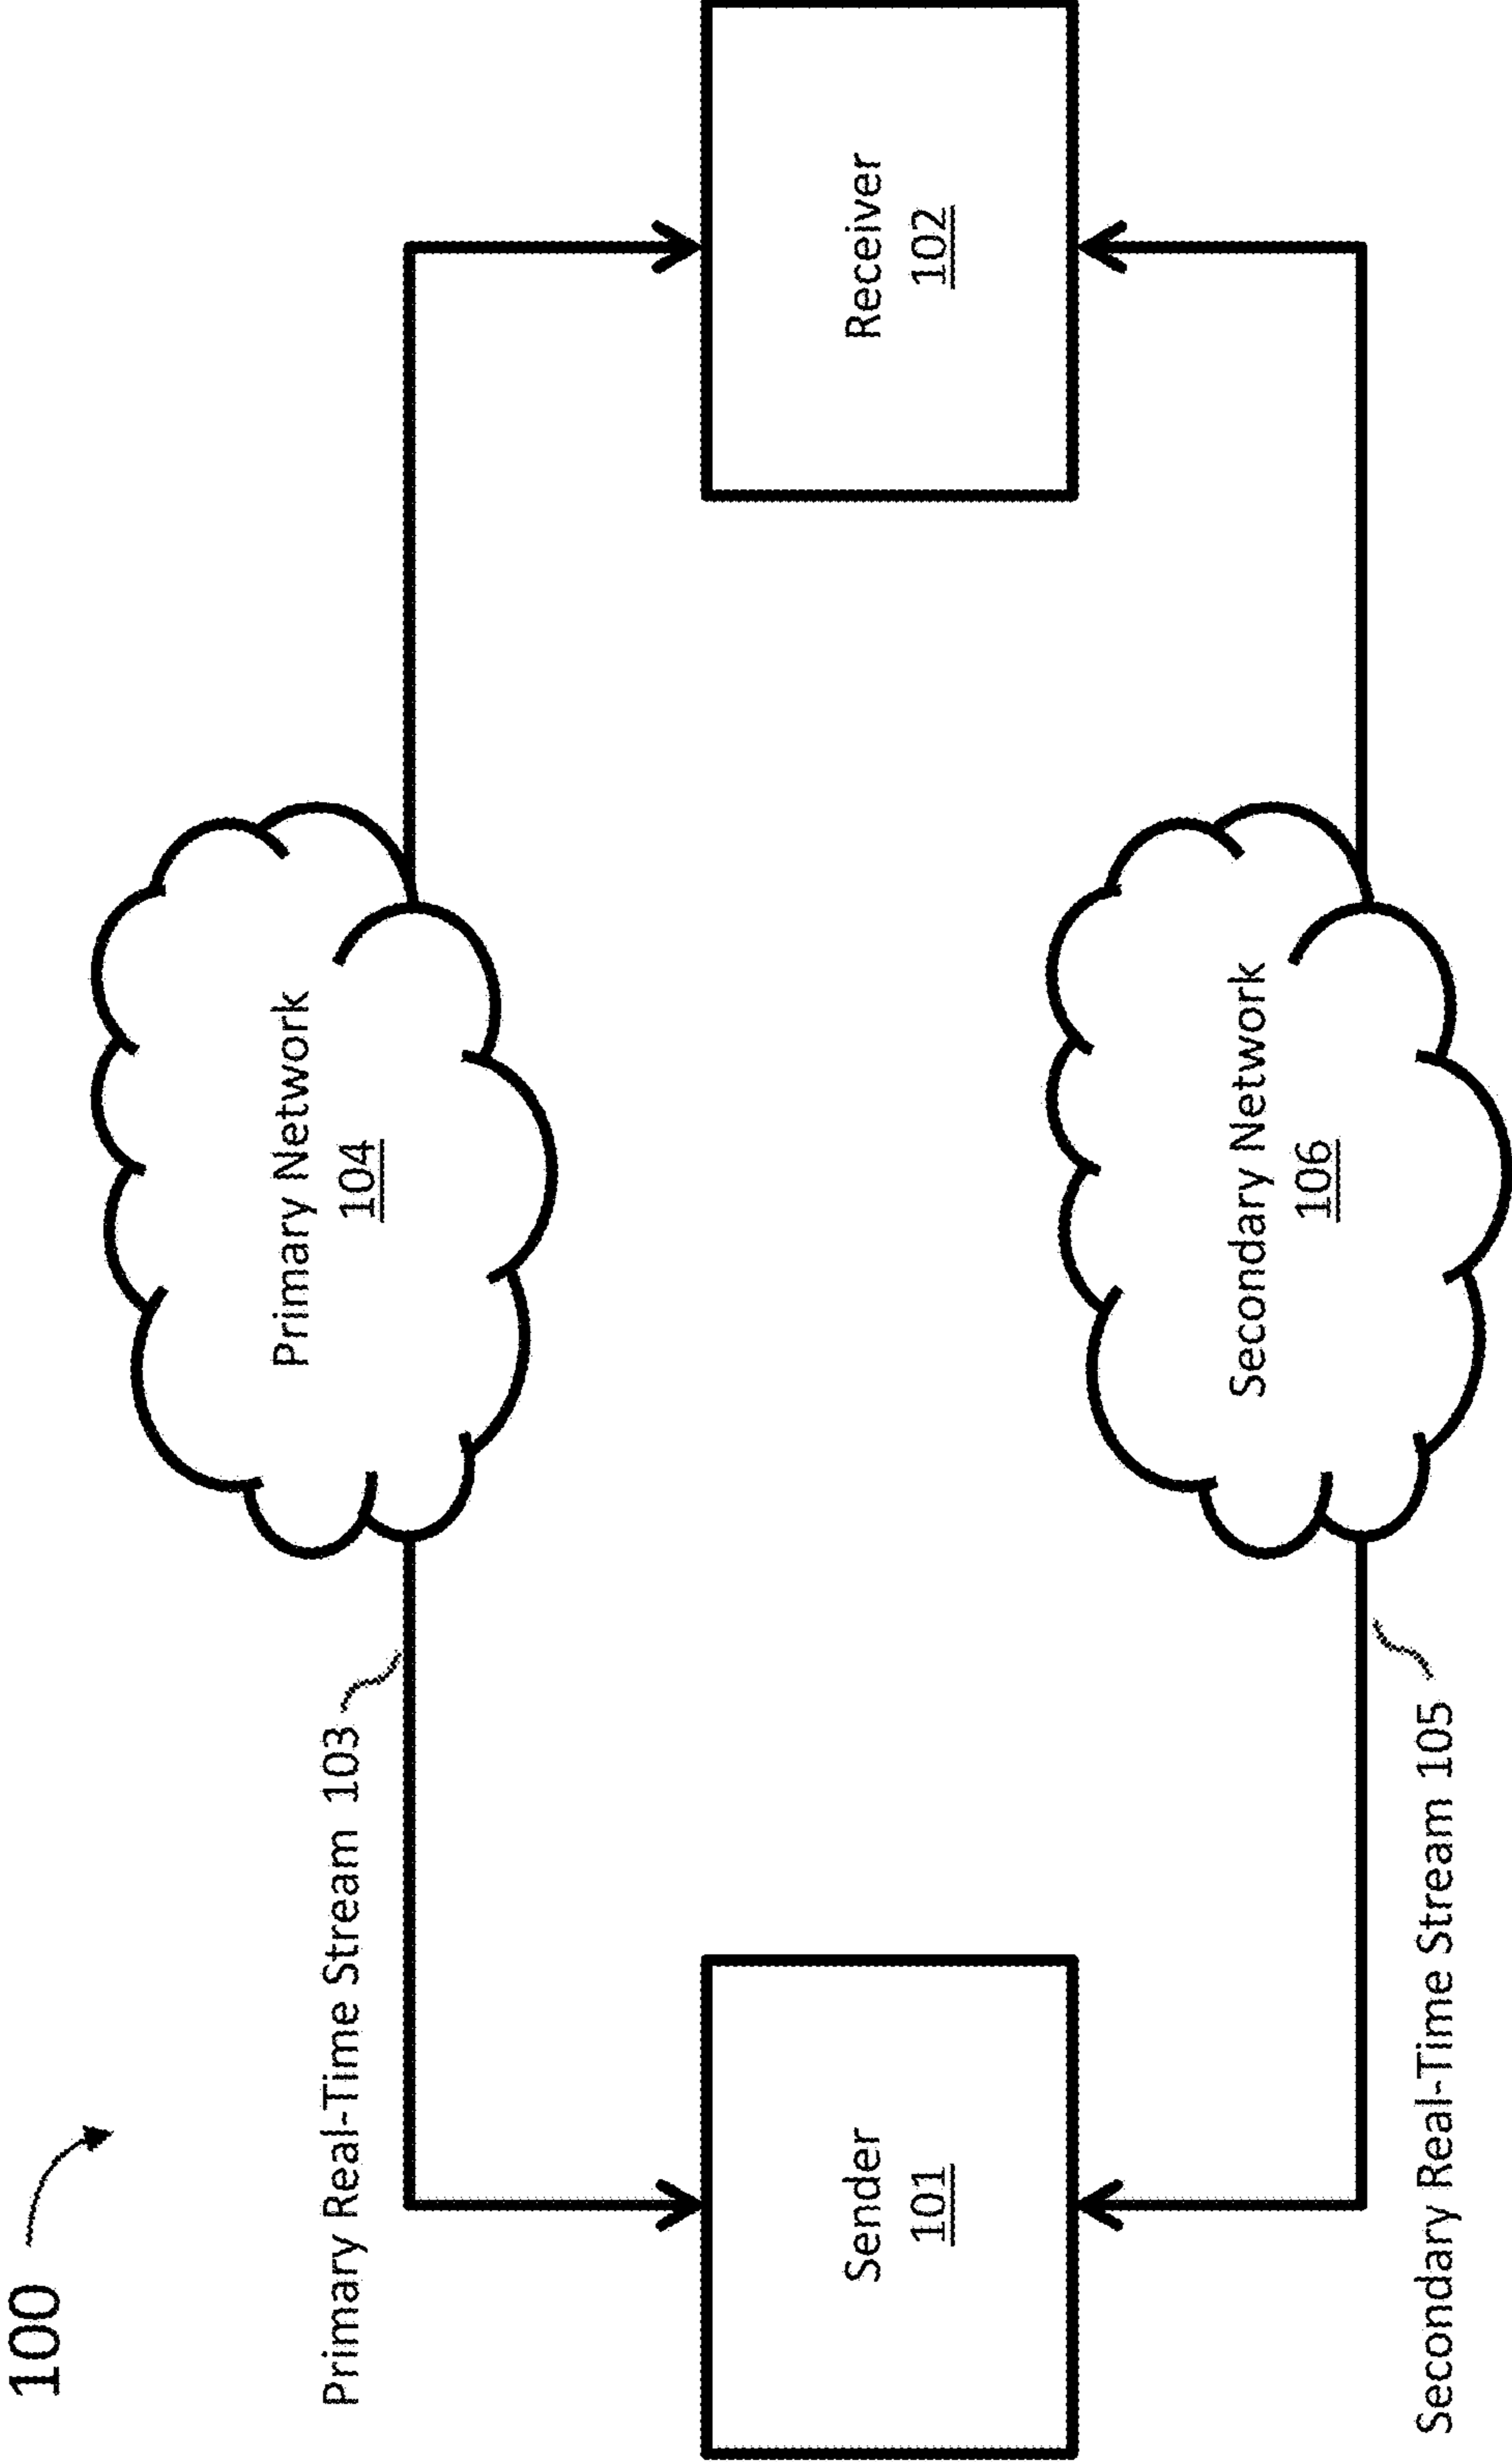 100
Primary Real-Time Stream 103
Primary Network
104
Sender
101
Receiver
102
Secondary Network
106
Secondary Real-Time Stream 105